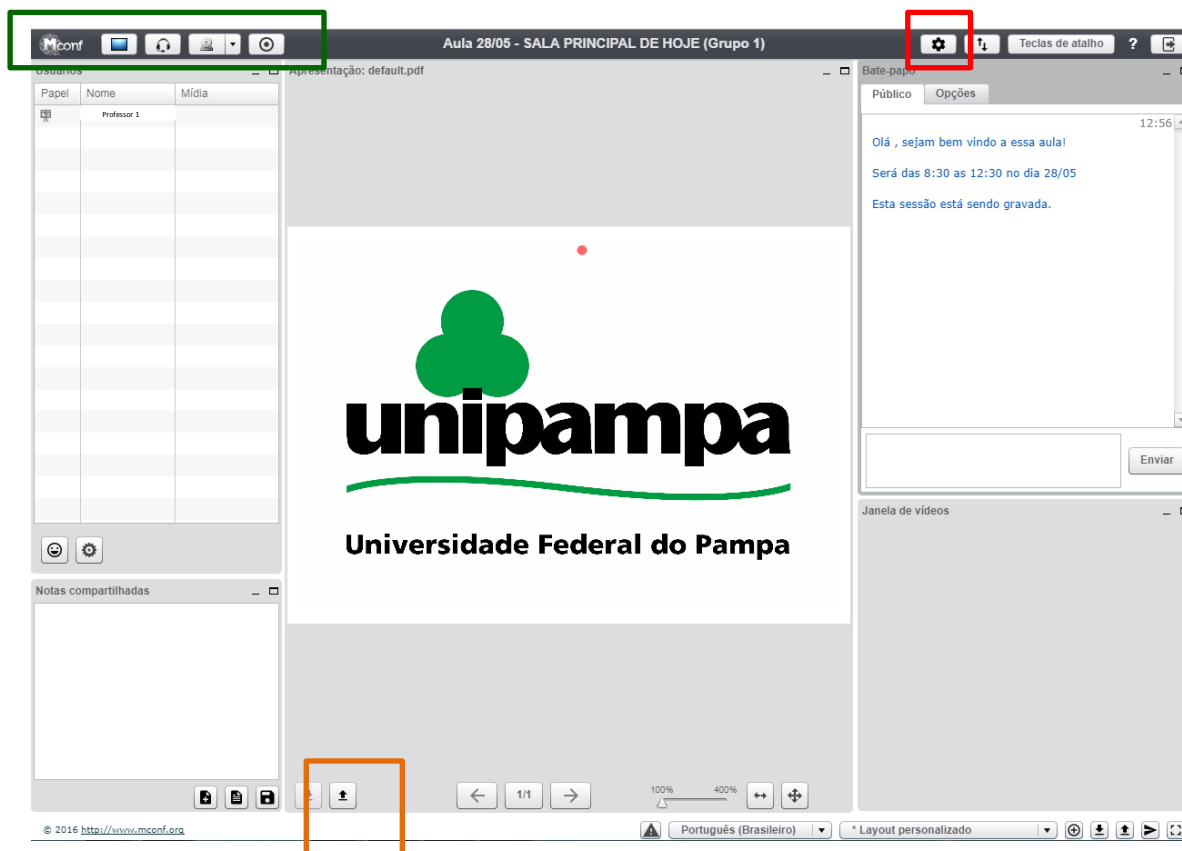 Mconf
Aula 28/05 - SALA PRINCIPAL DE HOJE (Grupo 1)
Teclas de atalho
?
Usuários
Apresentação: default.pdf
Bate-papo
Papel Nome Mídia
Público Opções
Professor 1
12:56
Olá , sejam bem vindo a essa aula!
Será das 8:30 as 12:30 no dia 28/05
Esta sessão está sendo gravada.
unipampa
Universidade Federal do Pampa
Enviar
Janela de vídeos
Notas compartilhadas
1/1
100% 400%
© 2016 http://www.mconf.org
Português (Brasileiro)
* Layout personalizado